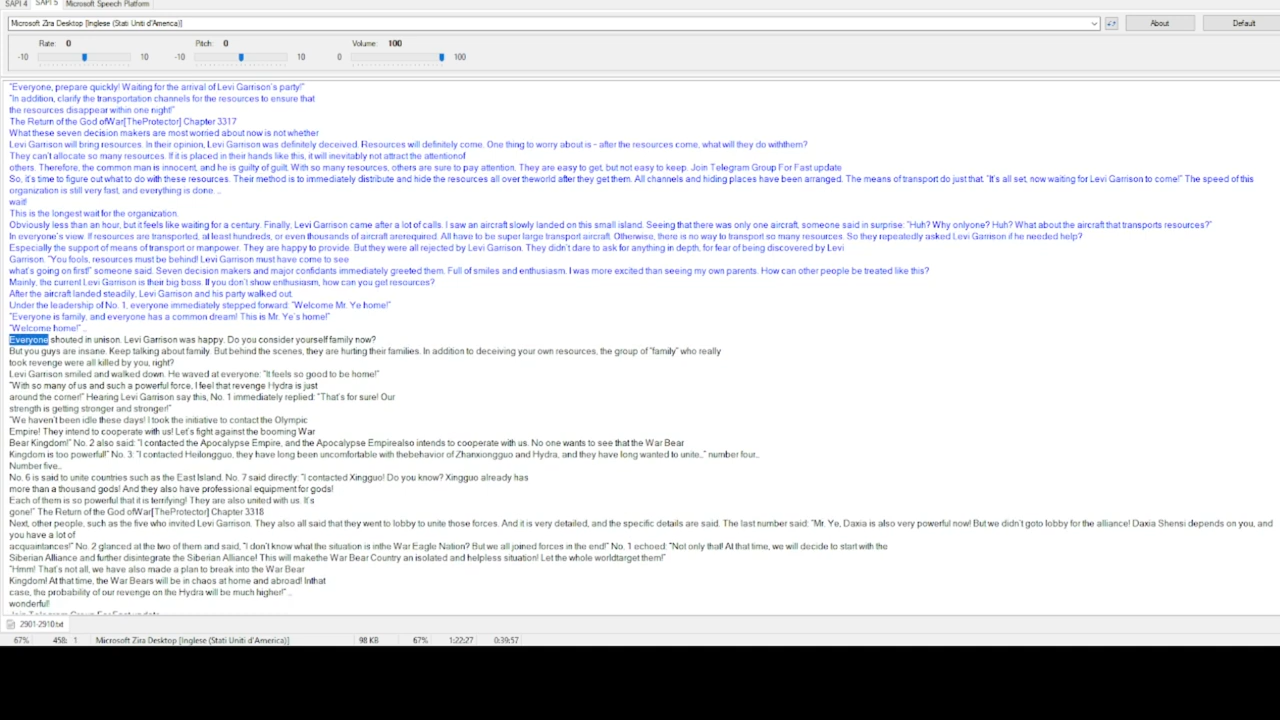 SAPI 4 SAPI 5 Microsoft Speech Platform
Microsoft Zira Desktop [Inglese (Stati Uniti d'America)] About Default
Rate: 0 Pitch: 0 Volume: 100
-10 10 -10 10 0 100
"Everyone, prepare quickly! Waiting for the arrival of Levi Garrison's party!"
"In addition, clarify the transportation channels for the resources to ensure that
the resources disappear within one night!"
The Return of the God ofWar[TheProtector] Chapter 3317
What these seven decision makers are most worried about now is not whether
Levi Garrison will bring resources. In their opinion, Levi Garrison was definitely deceived. Resources will definitely come. One thing to worry about is - after the resources come, what will they do withthem?
They can't allocate so many resources. If it is placed in their hands like this, it will inevitably not attract the attentionof
others. Therefore, the common man is innocent, and he is guilty of guilt. With so many resources, others are sure to pay attention. They are easy to get, but not easy to keep. Join Telegram Group For Fast update
So, it's time to figure out what to do with these resources. Their method is to immediately distribute and hide the resources all over theworld after they get them. All channels and hiding places have been arranged. The means of transport do just that. "It's all set, now waiting for Levi Garrison to come!" The speed of this
organization is still very fast, and everything is done. ..
wait!
This is the longest wait for the organization.
Obviously less than an hour, but it feels like waiting for a century. Finally, Levi Garrison came after a lot of calls. I saw an aircraft slowly landed on this small island. Seeing that there was only one aircraft, someone said in surprise: "Huh? Why onlyone? Huh? What about the aircraft that transports resources?"
In everyone's view. If resources are transported, at least hundreds, or even thousands of aircraft arerequired. All have to be super large transport aircraft. Otherwise, there is no way to transport so many resources. So they repeatedly asked Levi Garrison if he needed help?
Especially the support of means of transport or manpower. They are happy to provide. But they were all rejected by Levi Garrison. They didn't dare to ask for anything in depth, for fear of being discovered by Levi
Garrison. "You fools, resources must be behind! Levi Garrison must have come to see
what's going on first!" someone said. Seven decision makers and major confidants immediately greeted them. Full of smiles and enthusiasm. I was more excited than seeing my own parents. How can other people be treated like this?
Mainly, the current Levi Garrison is their big boss. If you don't show enthusiasm, how can you get resources?
After the aircraft landed steadily, Levi Garrison and his party walked out.
Under the leadership of No. 1, everyone immediately stepped forward: "Welcome Mr. Ye home!"
"Everyone is family, and everyone has a common dream! This is Mr. Ye's home!"
"Welcome home!" ..
Everyone shouted in unison. Levi Garrison was happy. Do you consider yourself family now?
But you guys are insane. Keep talking about family. But behind the scenes, they are hurting their families. In addition to deceiving your own resources, the group of "family" who really
took revenge were all killed by you, right?
Levi Garrison smiled and walked down. He waved at everyone: "It feels so good to be home!"
"With so many of us and such a powerful force, I feel that revenge Hydra is just
around the corner!" Hearing Levi Garrison say this, No. 1 immediately replied: "That's for sure! Our
strength is getting stronger and stronger!"
"We haven't been idle these days! I took the initiative to contact the Olympic
Empire! They intend to cooperate with us! Let's fight against the booming War
Bear Kingdom!" No. 2 also said: "I contacted the Apocalypse Empire, and the Apocalypse Empirealso intends to cooperate with us. No one wants to see that the War Bear
Kingdom is too powerful!" No. 3: "I contacted Heilongguo, they have long been uncomfortable with thebehavior of Zhanxiongguo and Hydra, and they have long wanted to unite.," number four..
Number five..
No. 6 is said to unite countries such as the East Island. No. 7 said directly: "I contacted Xingguo! Do you know? Xingguo already has
more than a thousand gods! And they also have professional equipment for gods!
Each of them is so powerful that it is terrifying! They are also united with us. It's
gone!" The Return of the God ofWar[TheProtector] Chapter 3318
Next, other people, such as the five who invited Levi Garrison. They also all said that they went to lobby to unite those forces. And it is very detailed, and the specific details are said. The last number said: "Mr. Ye, Daxia is also very powerful now! But we didn't goto lobby for the alliance! Daxia Shensi depends on you, and
you have a lot of
acquaintances!" No. 2 glanced at the two of them and said, "I don't know what the situation is inthe War Eagle Nation? But we all joined forces in the end!" No. 1 echoed: "Not only that! At that time, we will decide to start with the
Siberian Alliance and further disintegrate the Siberian Alliance! This will makethe War Bear Country an isolated and helpless situation! Let the whole worldtarget them!"
"Hmm! That's not all, we have also made a plan to break into the War Bear
Kingdom! At that time, the War Bears will be in chaos at home and abroad! Inthat
case, the probability of our revenge on the Hydra will be much higher!" ..
wonderful!
Join Telegram Group For Fast update
2901-2910.txt
67% 458: 1 Microsoft Zira Desktop [Inglese (Stati Uniti d'America)] 98 KB 67% 1:22:27 0:39:57